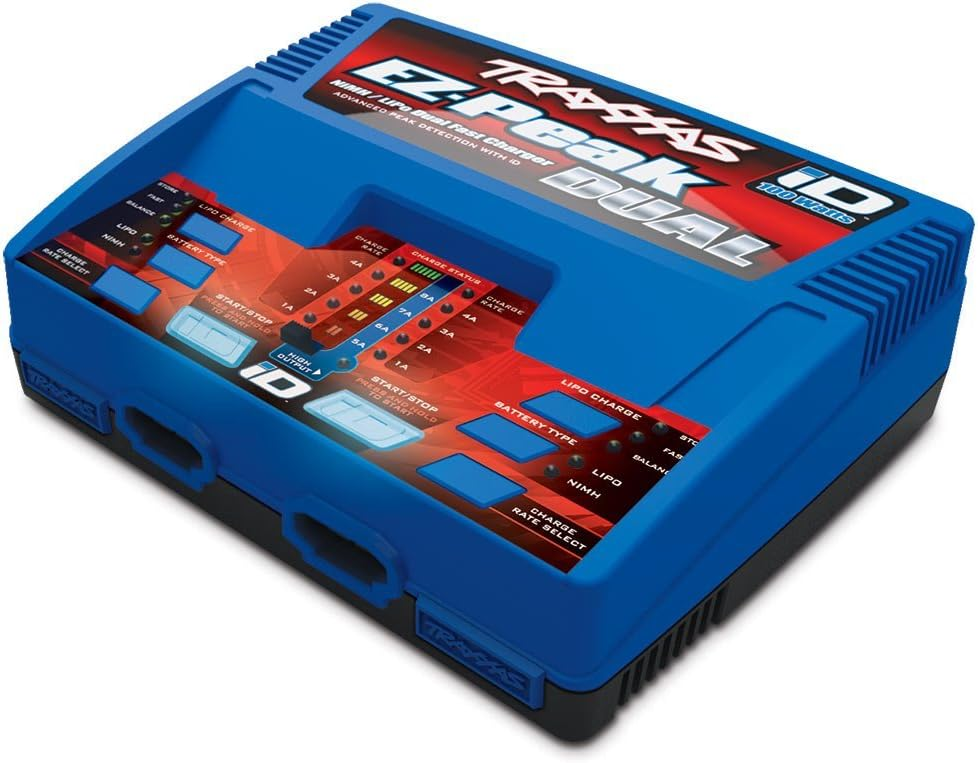 TRAXXAS
EZ-Peak
DUAL
NiMH / LiPo Dual Fast Charger
ADVANCED PEAK DETECTION WITH iD
iD
100 Watts
STORE
FAST
BALANCE
LIPO CHARGE
LIPO
NIMH
BATTERY TYPE
CHARGE
RATE SELECT
START/STOP
PRESS AND HOLD
TO START
CHARGE
RATE
4A
3A
2A
1A
CHARGE STATUS
8A
7A
6A
5A
CHARGE
RATE
4A
3A
2A
1A
HIGH
OUTPUT
iD
START/STOP
PRESS AND HOLD
TO START
LIPO CHARGE
STO
FAS
BALANC
BATTERY TYPE
LIPO
NIMH
CHARGE
RATE SELECT
TRAXXAS
TRAXXAS